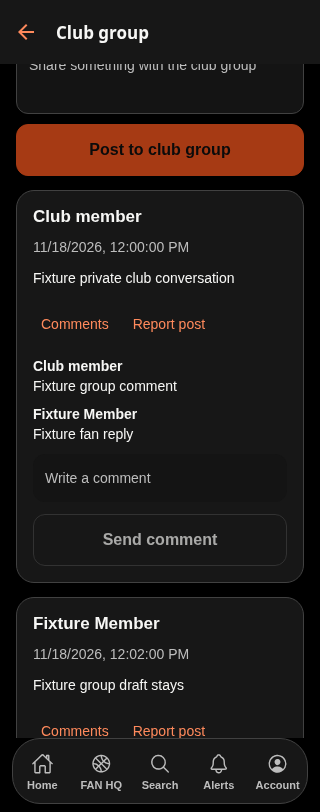 Club group
Share something with the club group
Post to club group
Club member
11/18/2026, 12:00:00 PM
Fixture private club conversation
Comments Report post
Club member
Fixture group comment
Fixture Member
Fixture fan reply
Write a comment
Send comment
Fixture Member
11/18/2026, 12:02:00 PM
Fixture group draft stays
Comments Report post
Home FAN HQ Search Alerts Account